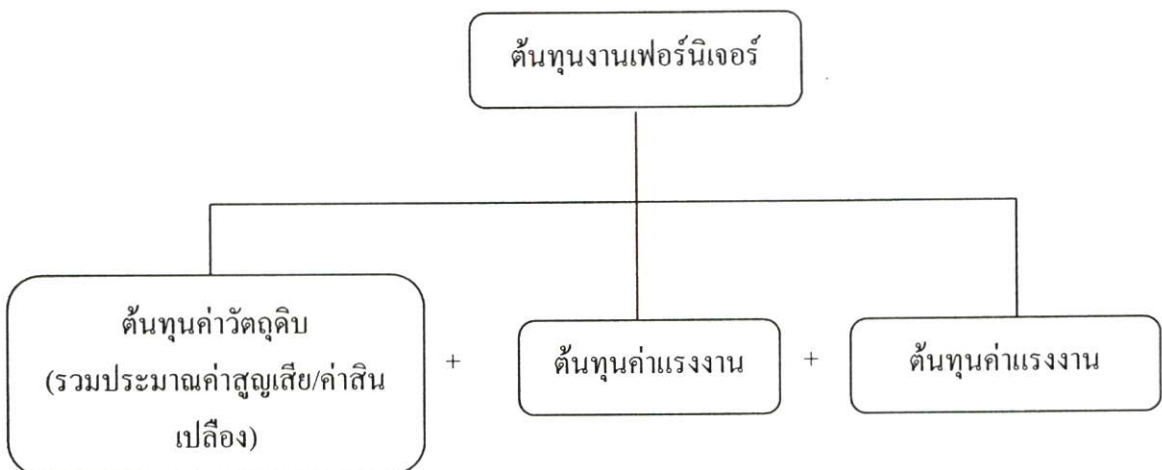 ต้นทุนงานเฟอร์นิเจอร์
ต้นทุนค่าวัตถุดิบ
(รวมประมาณค่าสูญเสีย/ค่าสิน
เปลือง)
+
ต้นทุนค่าแรงงาน
+
ต้นทุนค่าแรงงาน